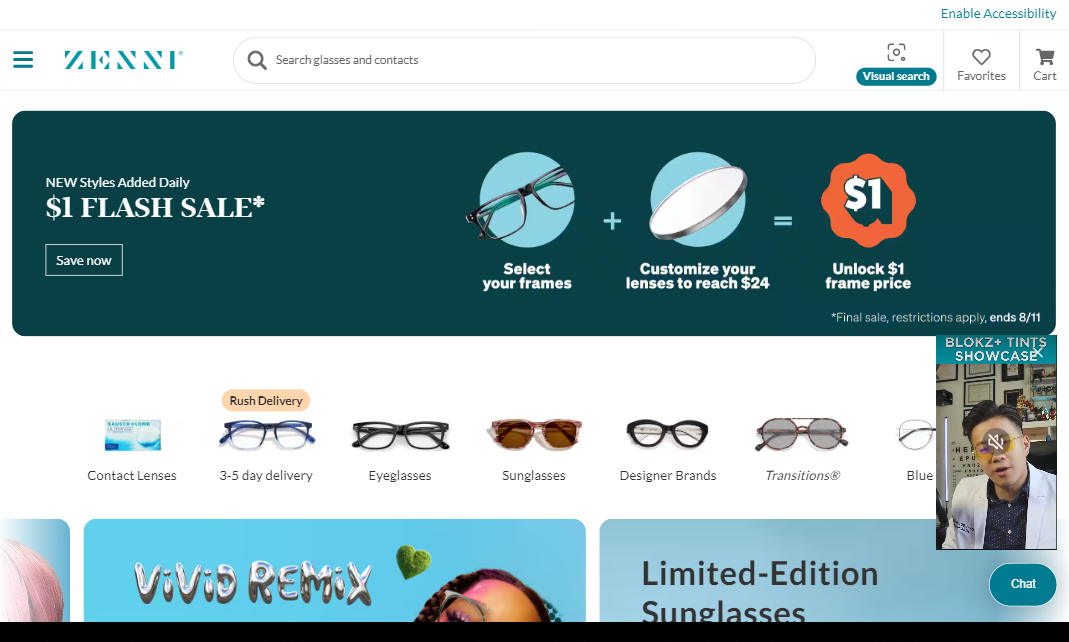 Enable Accessibility
ZENNI®
Search glasses and contacts
Visual search
Favorites
Cart
NEW Styles Added Daily
$1 FLASH SALE*
Save now
Select
your frames
+
Customize your
lenses to reach $24
=
$1
Unlock $1
frame price
*Final sale, restrictions apply, ends 8/11
BLOKZ+ TINTS
SHOWCASE
Rush Delivery
BAUSCH + LOMB
ULTRA
Contact Lenses
3-5 day delivery
Eyeglasses
Sunglasses
Designer Brands
Transitions®
Blue
ViViD REMiX
Limited-Edition
Sunglasses
Chat